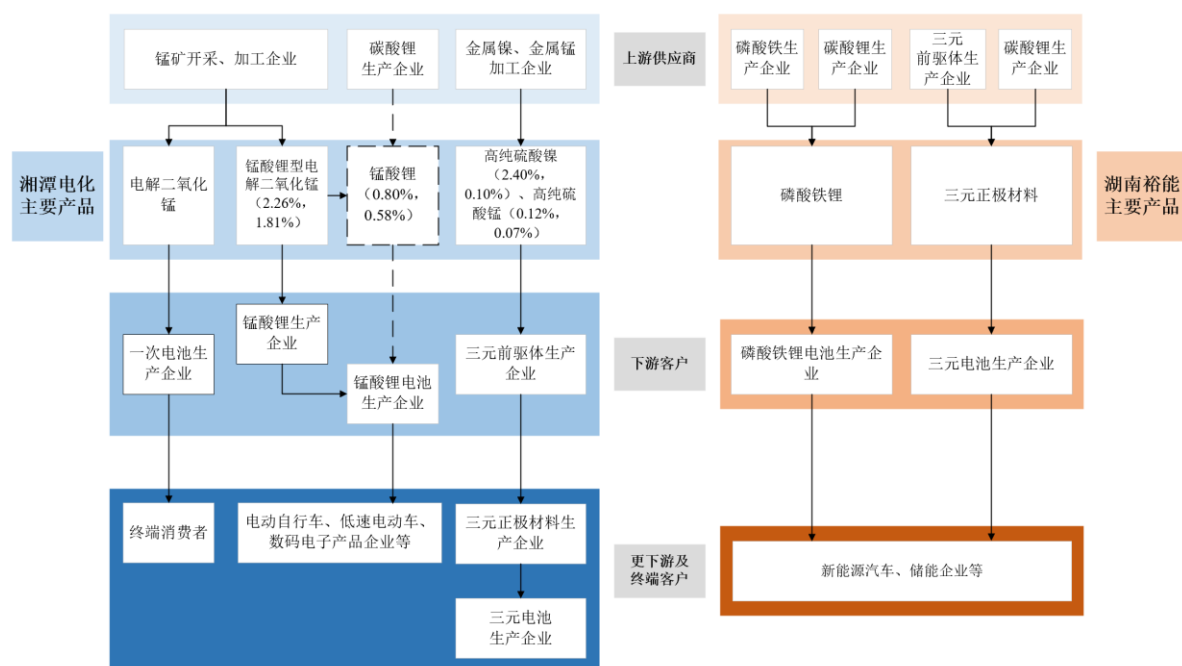 锰矿开采、加工企业
碳酸锂
生产企业
金属镍、金属锰
加工企业
上游供应商
磷酸铁生
产企业
碳酸锂生
产企业
三元
前驱体生
产企业
碳酸锂生
产企业
湘潭电化
主要产品
电解二氧化
锰
锰酸锂型电
解二氧化锰
（2.26%，
1.81%）
锰酸锂
（0.80%，
0.58%）
高纯硫酸镍
（2.40%，
0.10%）、高纯硫
酸锰（0.12%，
0.07%）
磷酸铁锂
三元正极材料
湖南裕能
主要产品
一次电池生
产企业
锰酸锂生产
企业
锰酸锂电池
生产企业
三元前驱体生产
企业
下游客户
磷酸铁锂电池生产企
业
三元电池生产企业
终端消费者
电动自行车、低速电动车、
数码电子产品企业等
三元正极材料生
产企业
三元电池
生产企业
更下游及
终端客户
新能源汽车、储能企业等